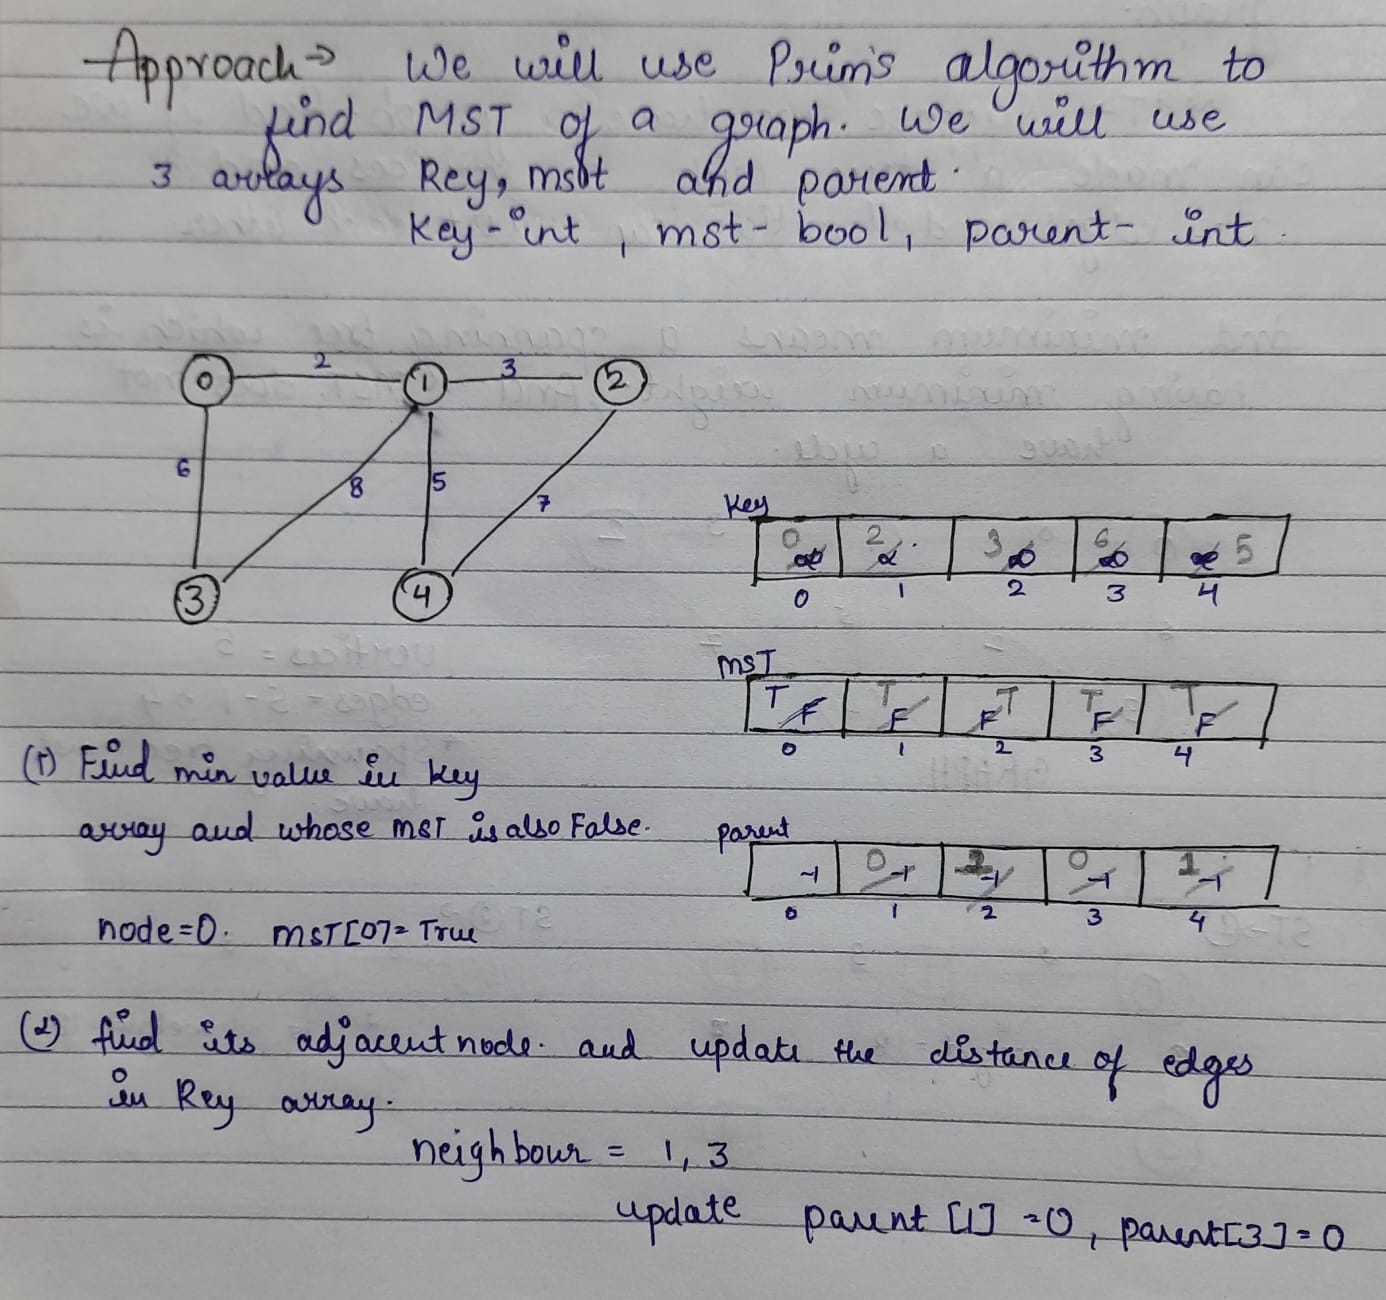 Approach → We will use Prim's algorithm to
find MST of a graph. We will use
3 arrays Key, msbt and parent.
Key - int , mst - bool, parent - int.
0 2 1 3 2
6 8 5 7
3 4
Key
0 ∞ 2 ∞ 3 ∞ 6 ∞ ∞ 5
0 1 2 3 4
MST
T F T F F T T F T F
0 1 2 3 4
(1) Find min value in key
array and whose MST is also False.
parent
-1 0 -1 -1 0 -1 1 -1
0 1 2 3 4
node=0. MST[0]= True
(2) find its adjacent node. and update the distance of edges
in Key array.
neighbour = 1, 3
update parent [1] = 0, parent[3] = 0